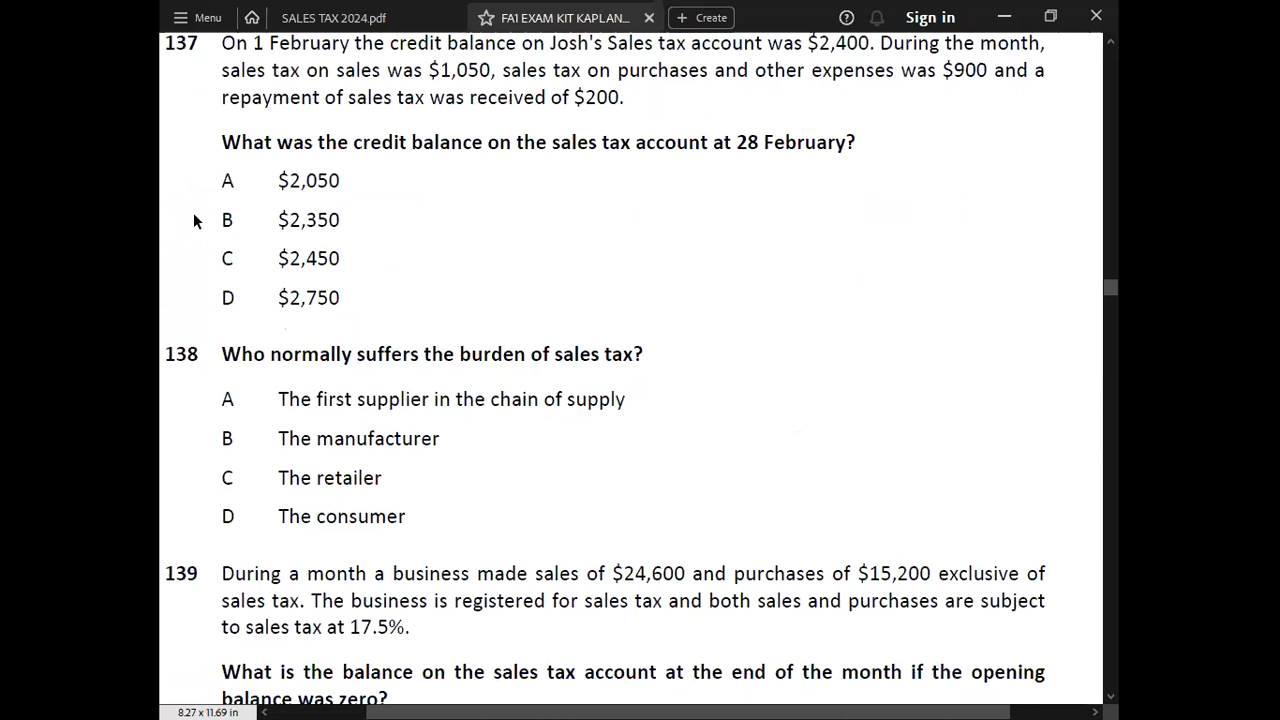 Menu
SALES TAX 2024.pdf
FA1 EXAM KIT KAPLAN...
Create
Sign in
137 On 1 February the credit balance on Josh's Sales tax account was $2,400. During the month,
sales tax on sales was $1,050, sales tax on purchases and other expenses was $900 and a
repayment of sales tax was received of $200.
What was the credit balance on the sales tax account at 28 February?
A $2,050
B $2,350
C $2,450
D $2,750
138 Who normally suffers the burden of sales tax?
A The first supplier in the chain of supply
B The manufacturer
C The retailer
D The consumer
139 During a month a business made sales of $24,600 and purchases of $15,200 exclusive of
sales tax. The business is registered for sales tax and both sales and purchases are subject
to sales tax at 17.5%.
What is the balance on the sales tax account at the end of the month if the opening
balance was zero?
8.27 x 11.69 in